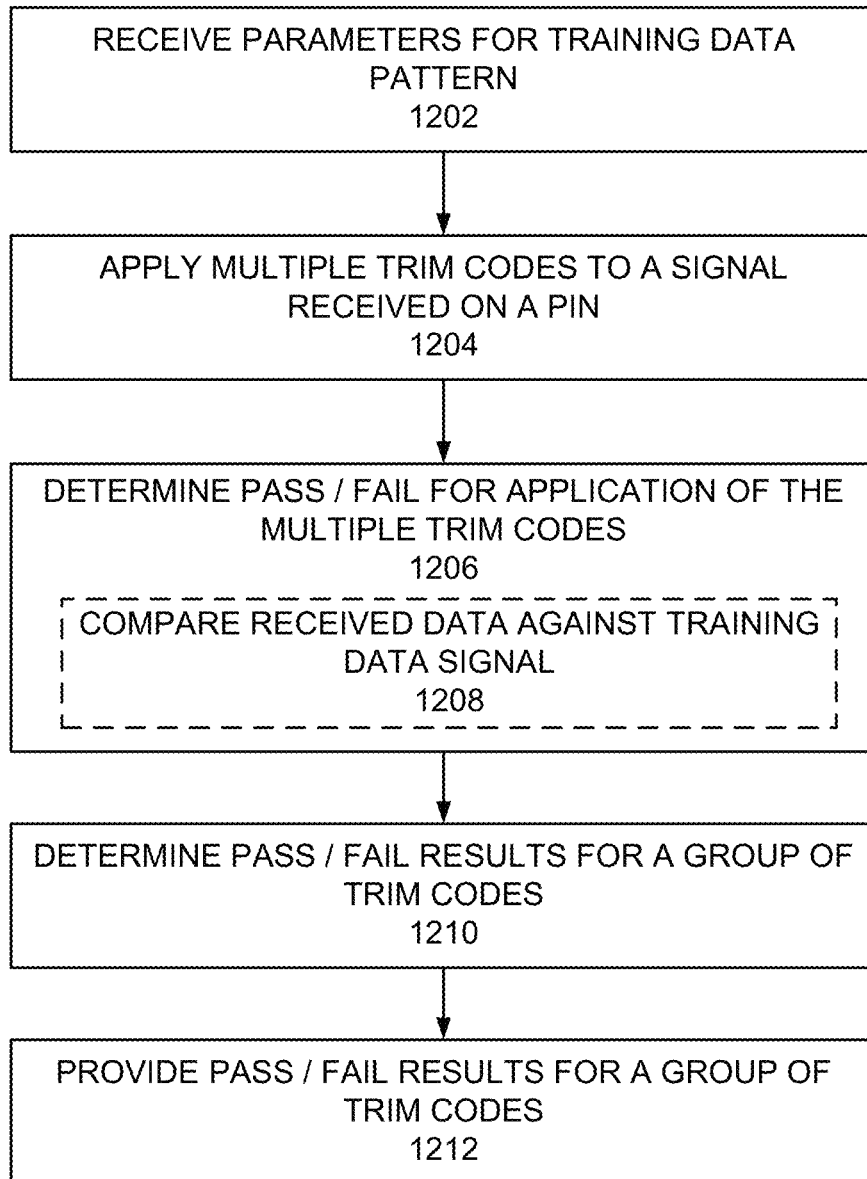 RECEIVE PARAMETERS FOR TRAINING DATA
PATTERN
1202
APPLY MULTIPLE TRIM CODES TO A SIGNAL
RECEIVED ON A PIN
1204
DETERMINE PASS / FAIL FOR APPLICATION OF THE
MULTIPLE TRIM CODES
1206
COMPARE RECEIVED DATA AGAINST TRAINING
DATA SIGNAL
1208
DETERMINE PASS / FAIL RESULTS FOR A GROUP OF
TRIM CODES
1210
PROVIDE PASS / FAIL RESULTS FOR A GROUP OF
TRIM CODES
1212